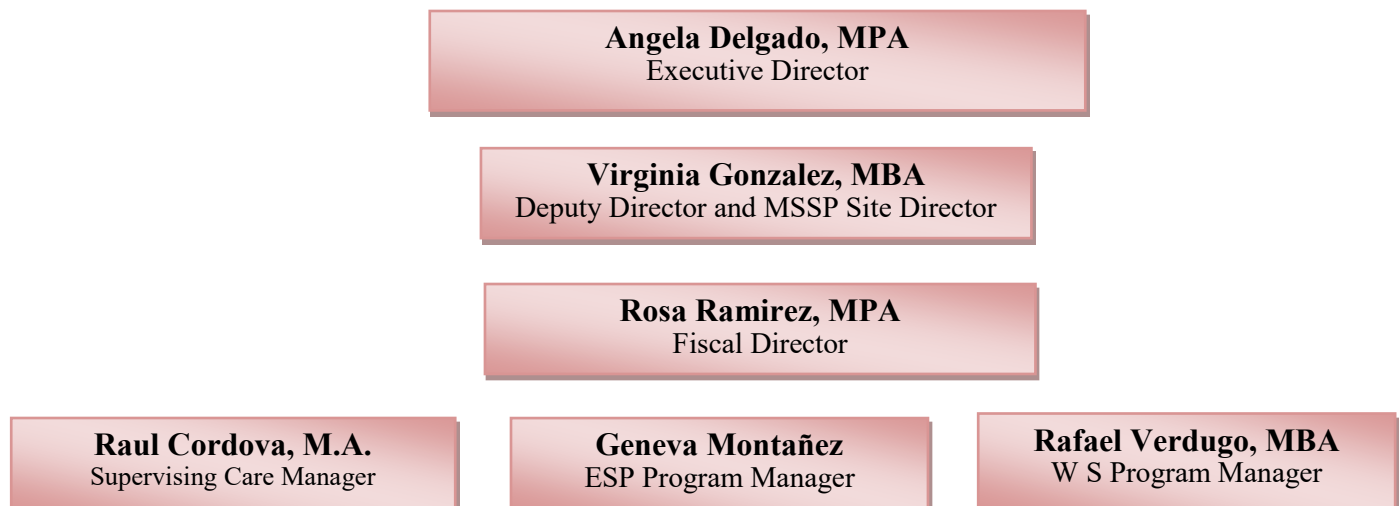 Angela Delgado, MPA
Executive Director
Virginia Gonzalez, MBA
Deputy Director and MSSP Site Director
Rosa Ramirez, MPA
Fiscal Director
Raul Cordova, M.A.
Supervising Care Manager
Geneva Montañez
ESP Program Manager
Rafael Verdugo, MBA
W S Program Manager